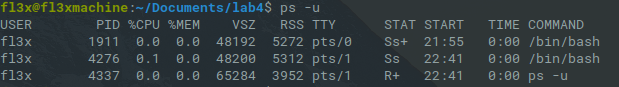 fl3x@fl3xmachine:~/Documents/lab4$ ps -u
USER PID %CPU %MEM VSZ RSS TTY STAT START TIME COMMAND
fl3x 1911 0.0 0.0 48192 5272 pts/0 Ss+ 21:55 0:00 /bin/bash
fl3x 4276 0.1 0.0 48200 5312 pts/1 Ss 22:41 0:00 /bin/bash
fl3x 4337 0.0 0.0 65284 3952 pts/1 R+ 22:41 0:00 ps -u